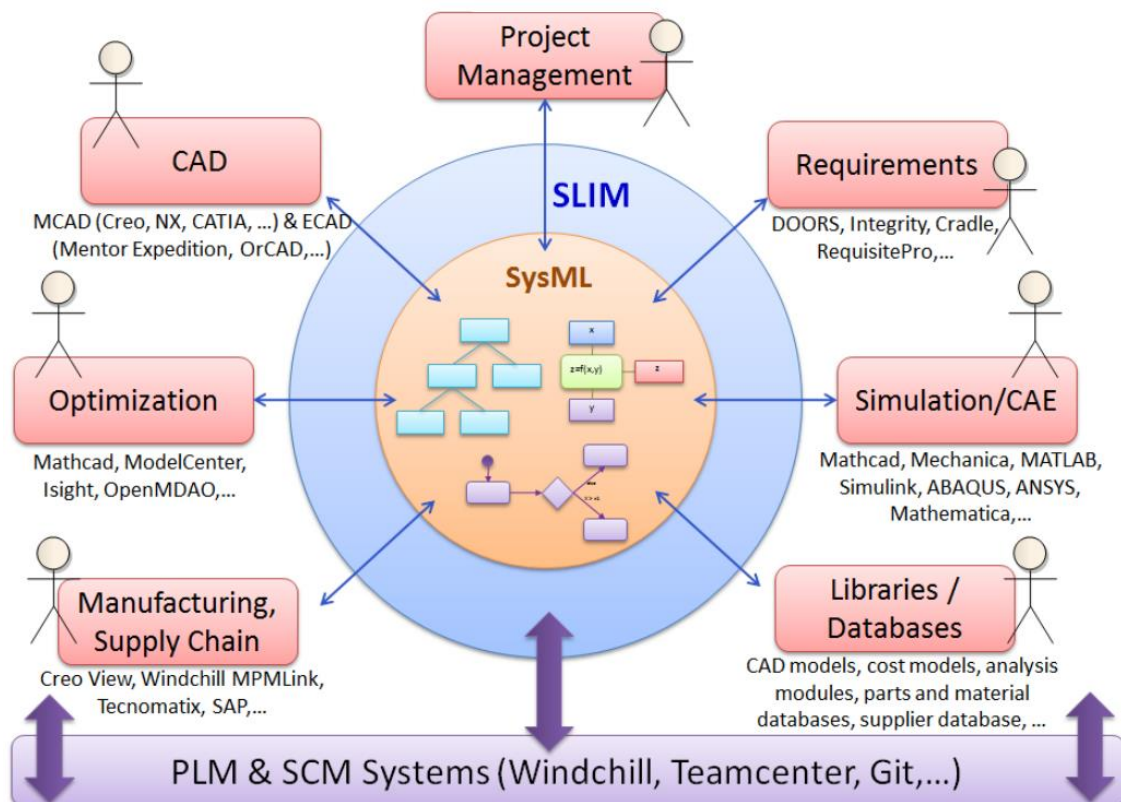 Project
Management
CAD
MCAD (Creo, NX, CATIA, ...) & ECAD
(Mentor Expedition, OrCAD,...)
SLIM
Requirements
DOORS, Integrity, Cradle,
RequisitePro,...
SysML
x
z=f(x,y)
z
y
Optimization
Mathcad, ModelCenter,
Isight, OpenMDAO,...
Simulation/CAE
Mathcad, Mechanica, MATLAB,
Simulink, ABAQUS, ANSYS,
Mathematica,...
Manufacturing,
Supply Chain
Creo View, Windchill MPMLink,
Tecnomatix, SAP,...
Libraries /
Databases
CAD models, cost models, analysis
modules, parts and material
databases, supplier database, ...
PLM & SCM Systems (Windchill, Teamcenter, Git,...)